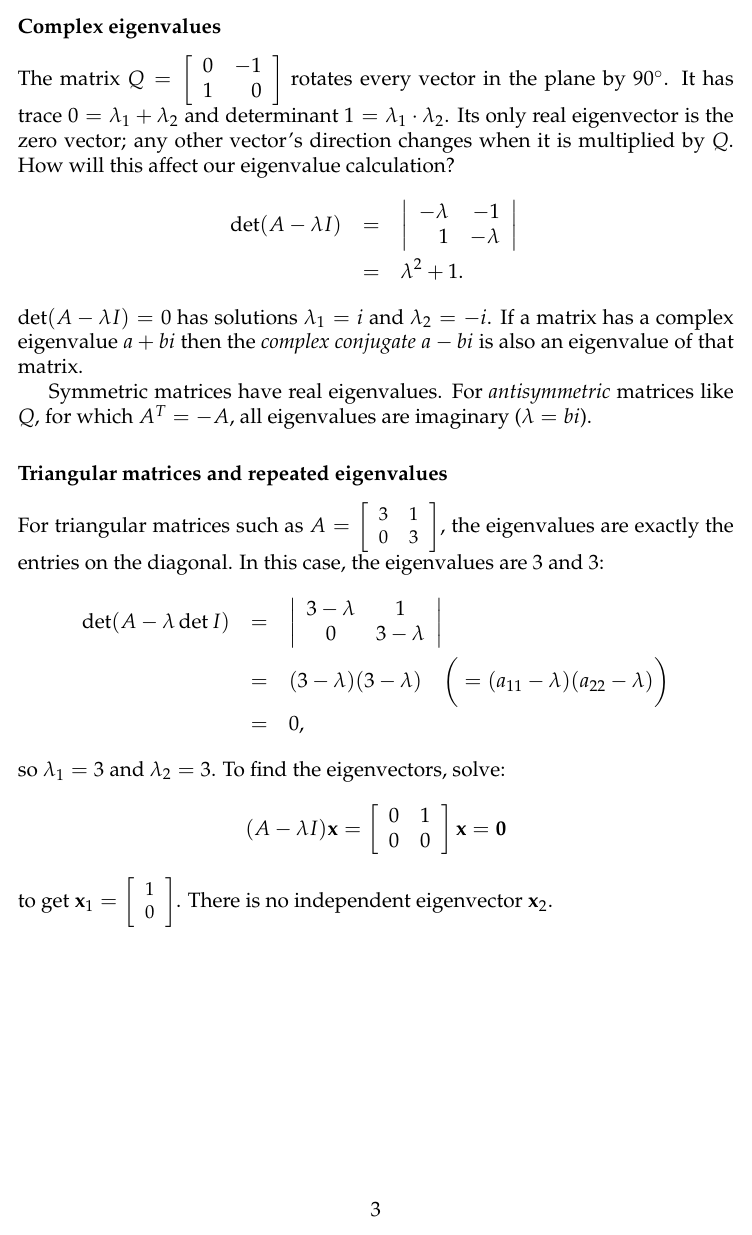 Complex eigenvalues
The matrix Q = [ 0 −1 ; 1 0 ] rotates every vector in the plane by 90°. It has
trace 0 = λ₁ + λ₂ and determinant 1 = λ₁ · λ₂. Its only real eigenvector is the
zero vector; any other vector's direction changes when it is multiplied by Q.
How will this affect our eigenvalue calculation?
det(A − λI) = | −λ −1 ; 1 −λ |
= λ² + 1.
det(A − λI) = 0 has solutions λ₁ = i and λ₂ = −i. If a matrix has a complex
eigenvalue a + bi then the complex conjugate a − bi is also an eigenvalue of that
matrix.
Symmetric matrices have real eigenvalues. For antisymmetric matrices like
Q, for which Aᵀ = −A, all eigenvalues are imaginary (λ = bi).
Triangular matrices and repeated eigenvalues
For triangular matrices such as A = [ 3 1 ; 0 3 ], the eigenvalues are exactly the
entries on the diagonal. In this case, the eigenvalues are 3 and 3:
det(A − λ det I) = | 3 − λ 1 ; 0 3 − λ |
= (3 − λ)(3 − λ) ( = (a₁₁ − λ)(a₂₂ − λ) )
= 0,
so λ₁ = 3 and λ₂ = 3. To find the eigenvectors, solve:
(A − λI)x = [ 0 1 ; 0 0 ] x = 0
to get x₁ = [ 1 ; 0 ]. There is no independent eigenvector x₂.
3